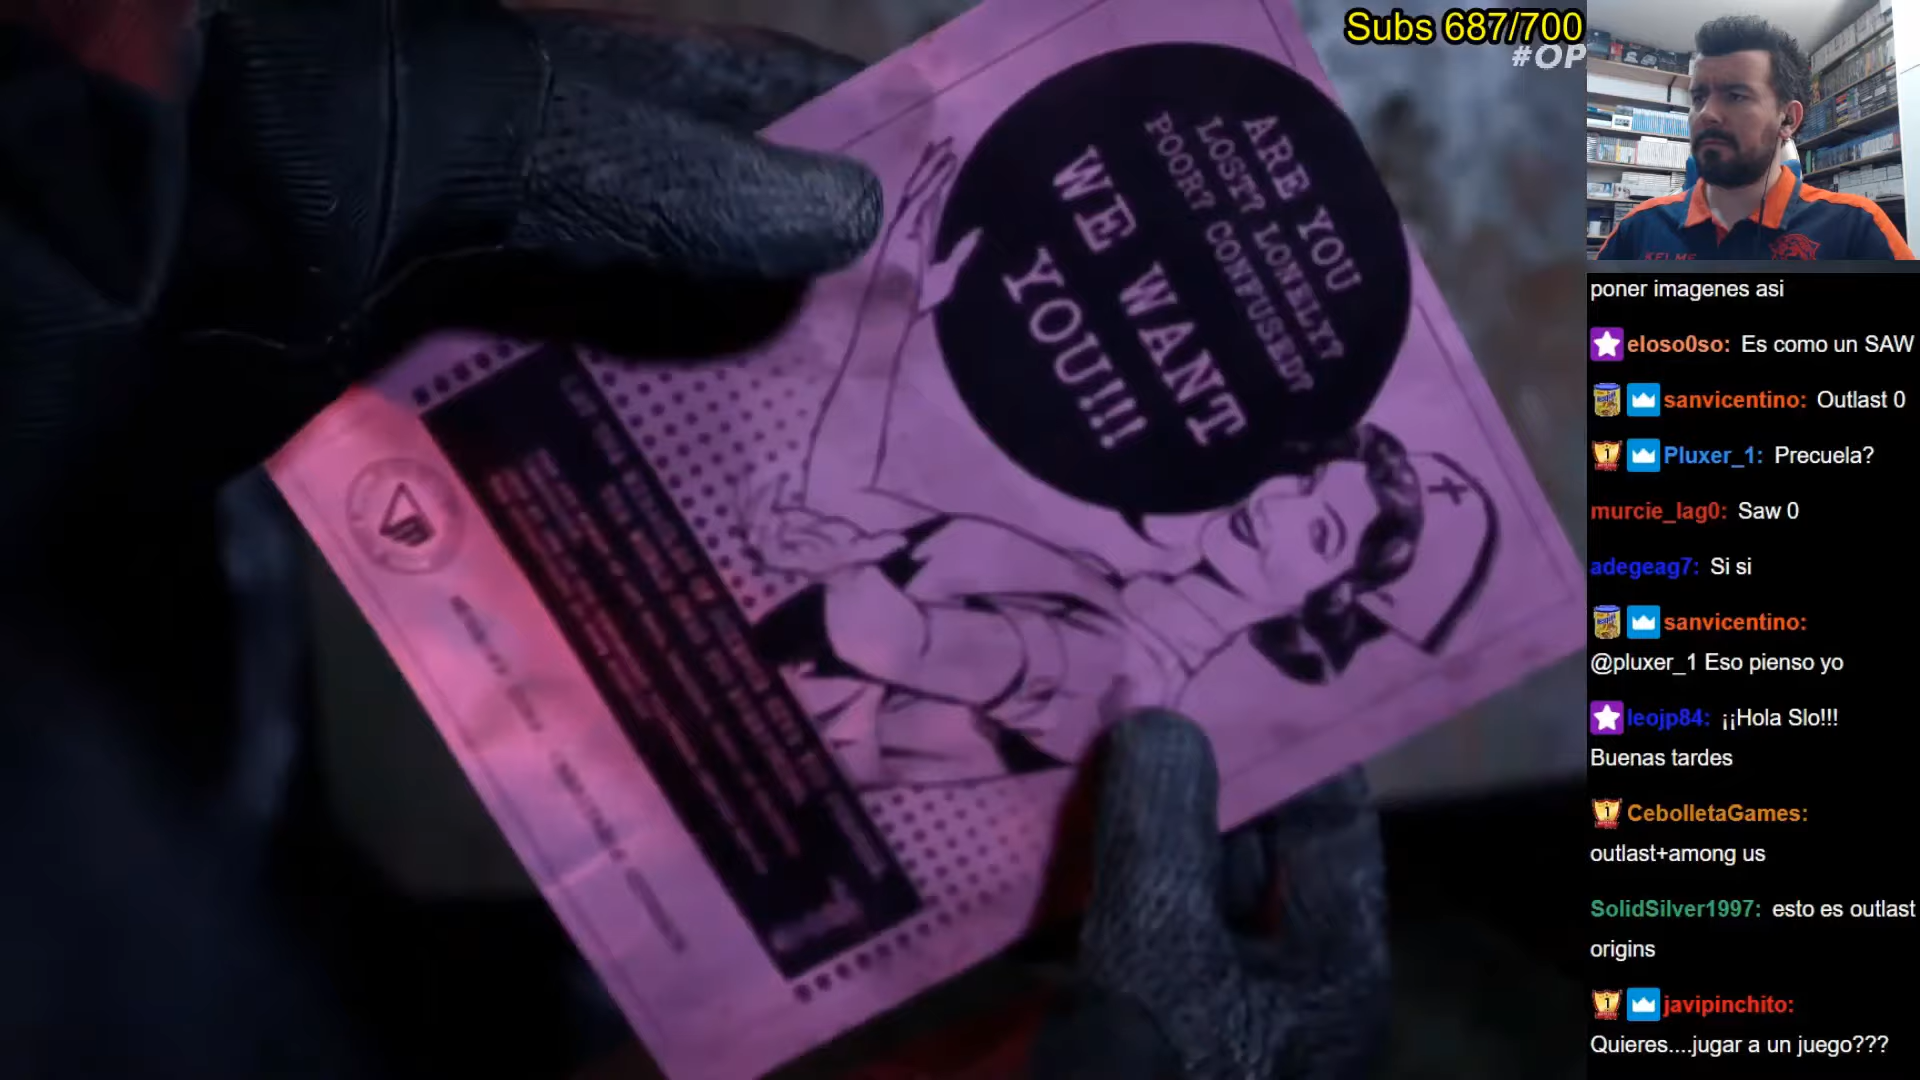 Subs 687/700
#OP
ARE YOU
LOST? LONELY?
POOR? CONFUSED?
WE WANT
YOU!!!
KELME
poner imagenes asi
eloso0so: Es como un SAW
sanvicentino: Outlast 0
Pluxer_1: Precuela?
murcie_lag0: Saw 0
adegeag7: Si si
sanvicentino:
@pluxer_1 Eso pienso yo
leojp84: ¡¡Hola Slo!!!
Buenas tardes
CebolletaGames:
outlast+among us
SolidSilver1997: esto es outlast
origins
javipinchito:
Quieres....jugar a un juego???